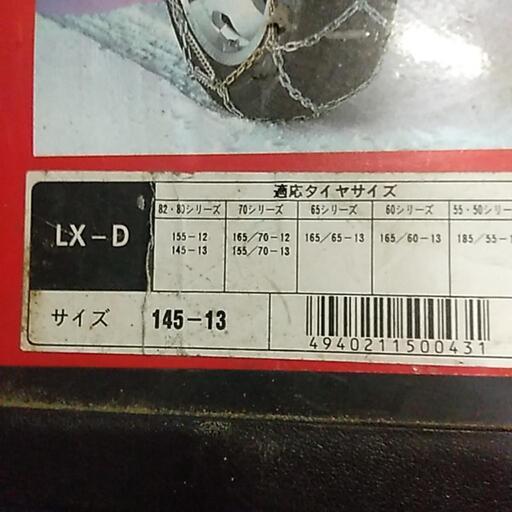 適応タイヤサイズ
LX-D
82・80シリーズ 70シリーズ 65シリーズ 60シリーズ 55・50シリー
155-12 165/70-12 165/65-13 165/60-13 185/55-1
145-13 155/70-13
サイズ 145-13
4940211500431